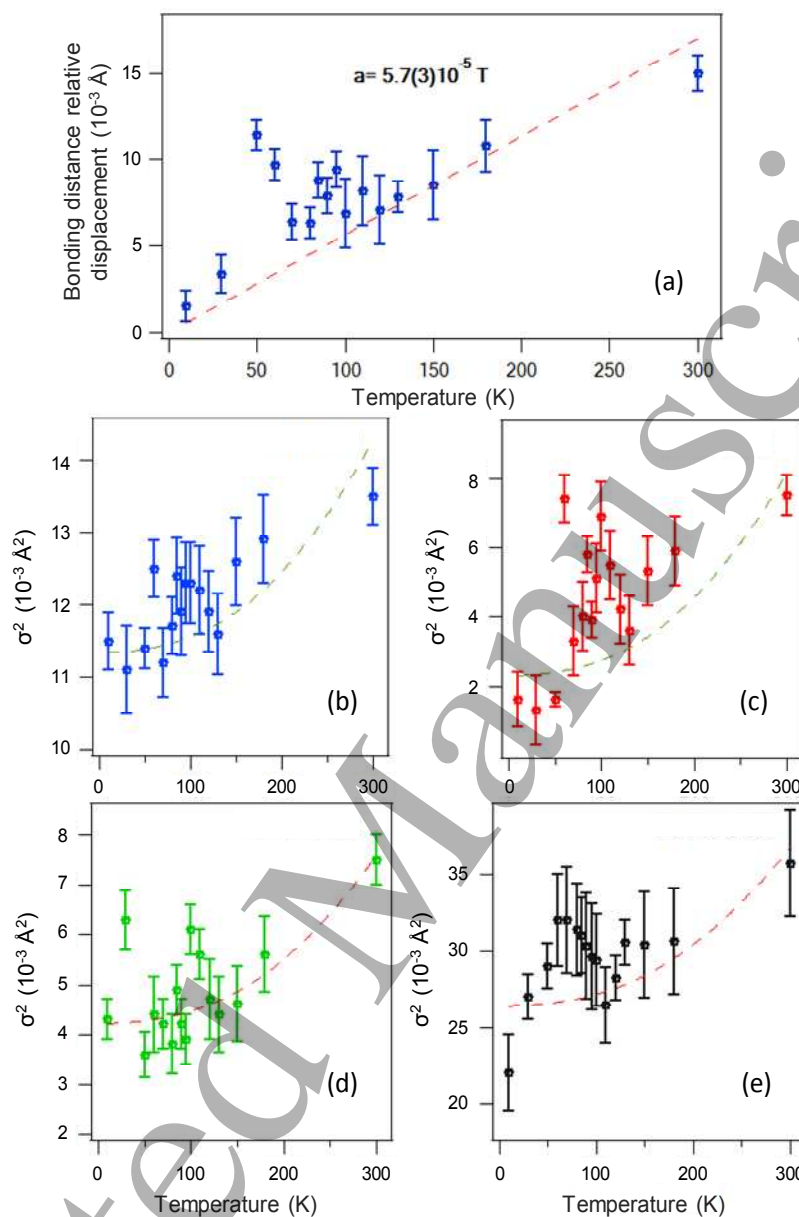 Bonding distance relative
displacement (10⁻³ Å)
15
10
5
0
a= 5.7(3)10⁻⁵ T
(a)
0 50 100 150 200 250 300
Temperature (K)
σ² (10⁻³ Å²)
14
13
12
11
10
(b)
0 100 200 300
σ² (10⁻³ Å²)
8
6
4
2
(c)
0 100 200 300
σ² (10⁻³ Å²)
8
7
6
5
4
3
2
(d)
0 100 200 300
Temperature (K)
σ² (10⁻³ Å²)
35
30
25
20
(e)
0 100 200 300
Temperature (K)
ted Manuscri